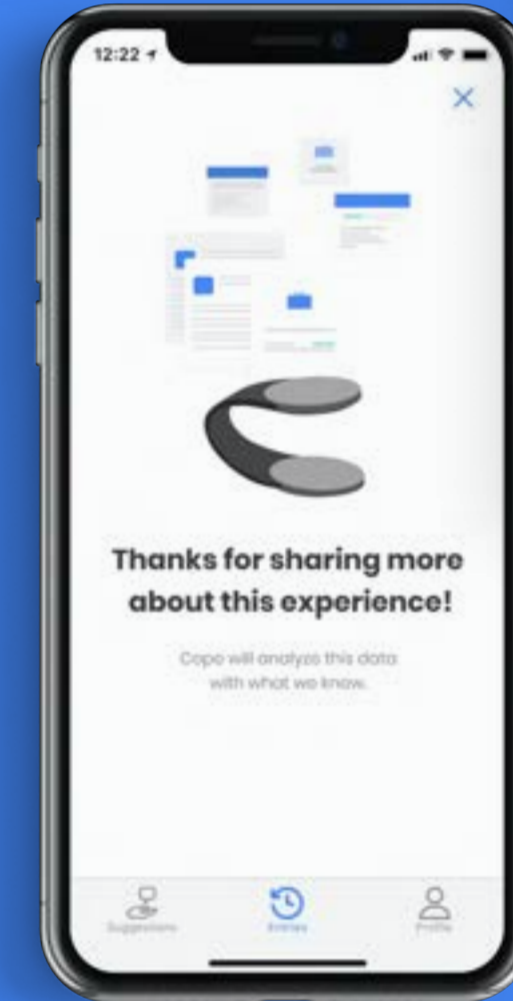 12:22
Thanks for sharing more
about this experience!
Cope will analyze this data
with what we know.
Suggestions
Entries
Profile